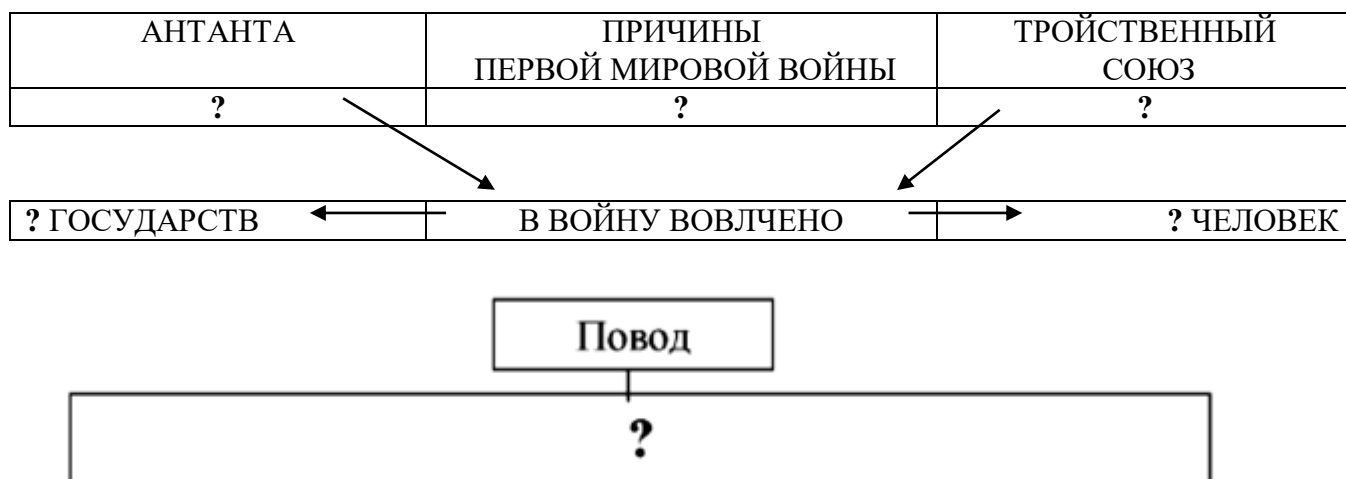 АНТАНТА
ПРИЧИНЫ
ПЕРВОЙ МИРОВОЙ ВОЙНЫ
ТРОЙСТВЕННЫЙ
СОЮЗ
? ? ?
? ГОСУДАРСТВ В ВОЙНУ ВОВЛЧЕНО ? ЧЕЛОВЕК
Повод
?